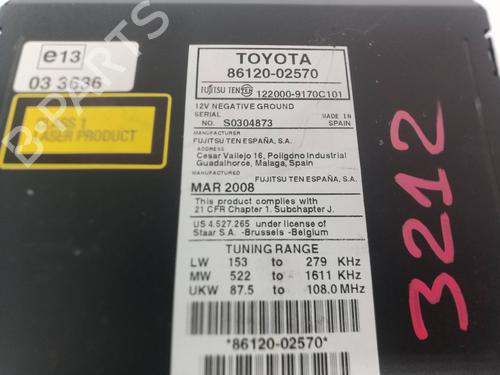 e13
03 3636
CLASS 1
LASER PRODUCT
B-PARTS
TOYOTA
86120-02570
FUJITSU TEN 122000-9170C101
12V NEGATIVE GROUND
SERIAL MADE IN
NO. S0304873 SPAIN
MANUFACTURER
FUJITSU TEN ESPAÑA, S.A.
ADDRESS
Cesar Vallejo 16, Poligno Industrial
Guadalhorce, Malaga, Spain
MANUFACTURED FUJITSU TEN ESPAÑA, S.A.
MAR 2008
This product complies with
21 CFR Chapter 1. Subchapter J.
US 4.527.265 under license of
Staar S.A. -Brussels -Belgium
TUNING RANGE
LW 153 to 279 KHz
MW 522 to 1611 KHz
UKW 87.5 to 108.0 MHz
*86120-02570*
3212